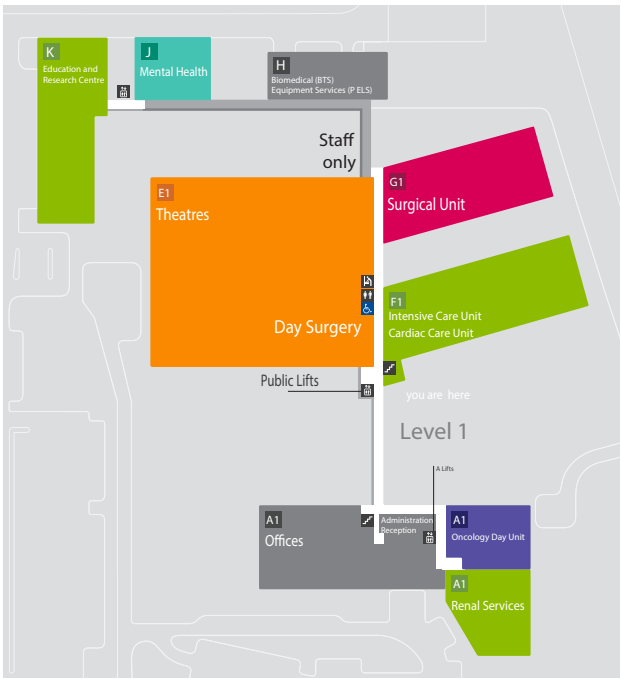 K
Education and
Research Centre
J
Mental Health
H
Biomedical (BTS)
Equipment Services (P ELS)
Staff
only
E1
Theatres
G1
Surgical Unit
F1
Intensive Care Unit
Cardiac Care Unit
Day Surgery
Public Lifts
you are here
Level 1
A Lifts
A1
Offices
Administration
Reception
A1
Oncology Day Unit
A1
Renal Services